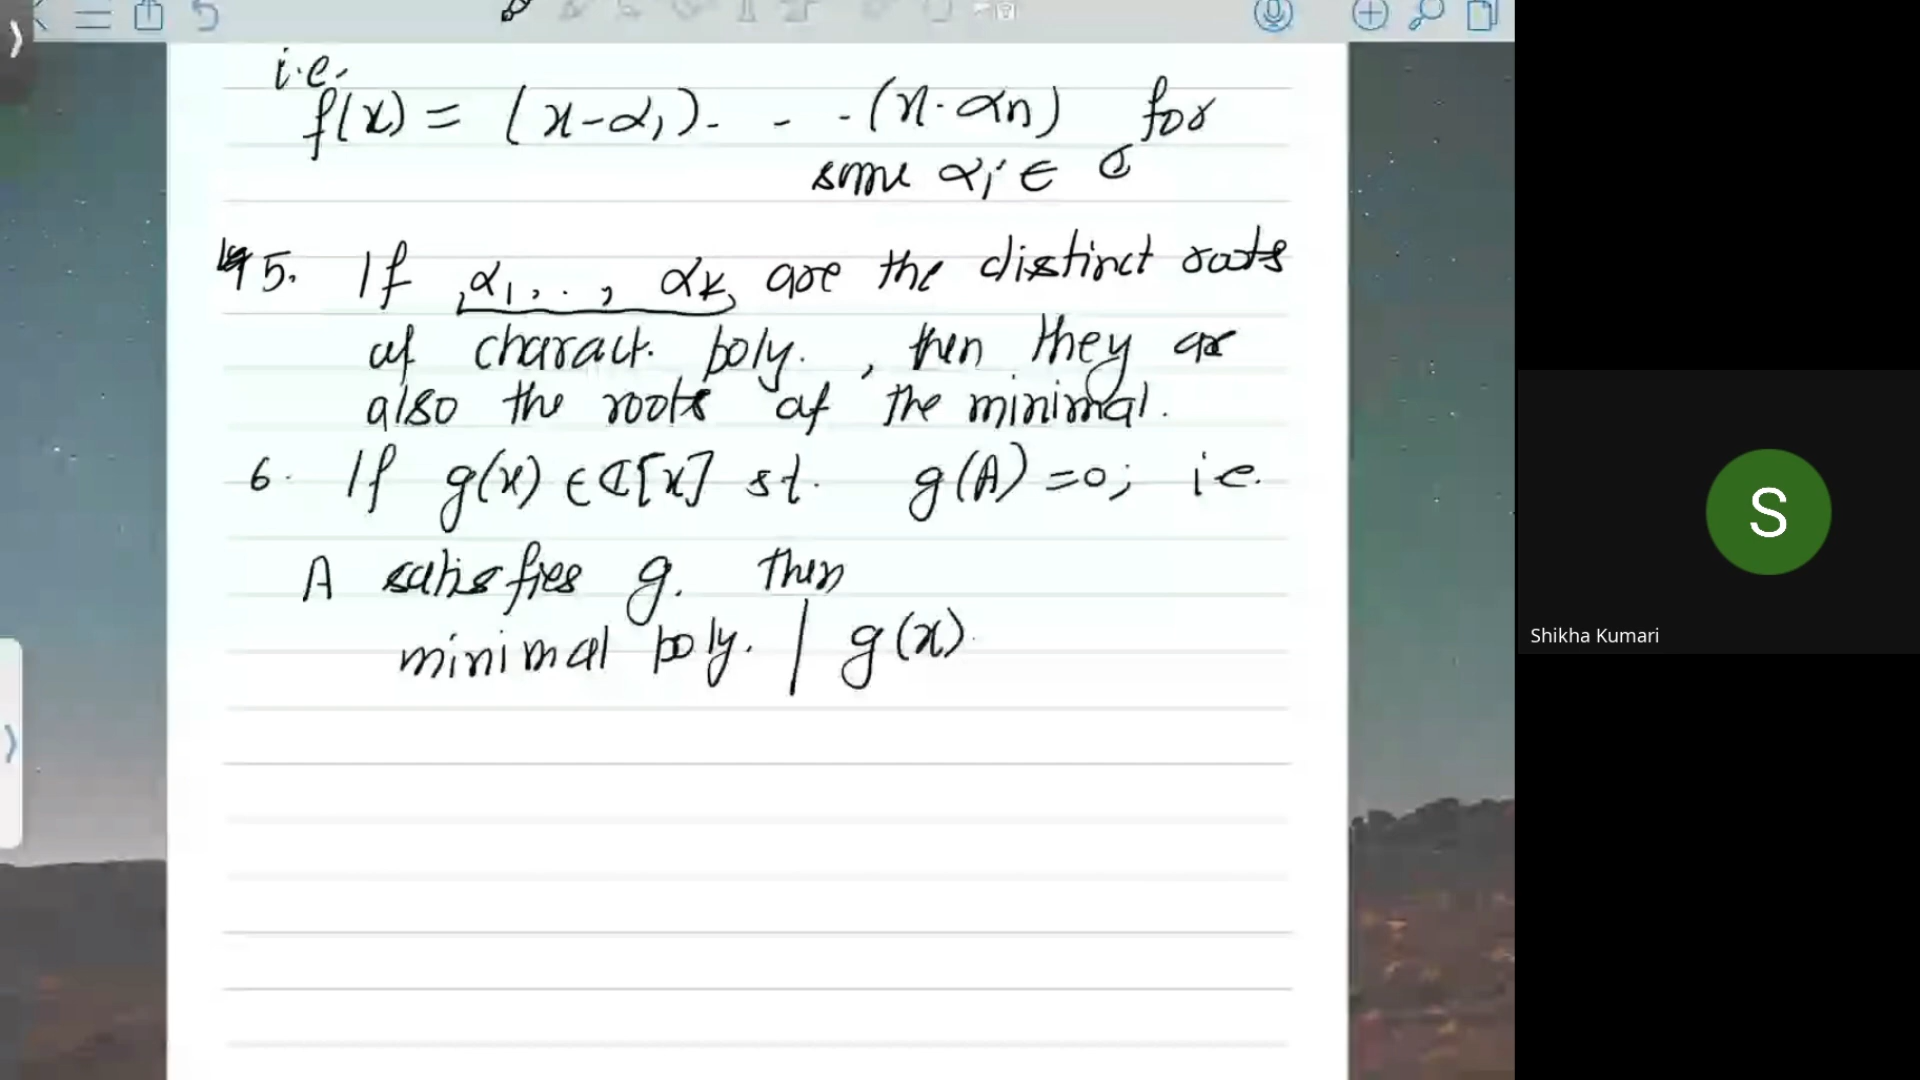 i.e.
f(x) = (x-α₁). - . (x-αn) for
some αi ∈ ℂ
5. If α₁, . , αk, are the distinct roots
of charact. poly. , then they are
also the roots of the minimal.
6. If g(x) ∈ ℂ[x] s.t. g(A) = 0; i.e.
A satisfies g. Then
minimal poly. | g(x).
S
Shikha Kumari